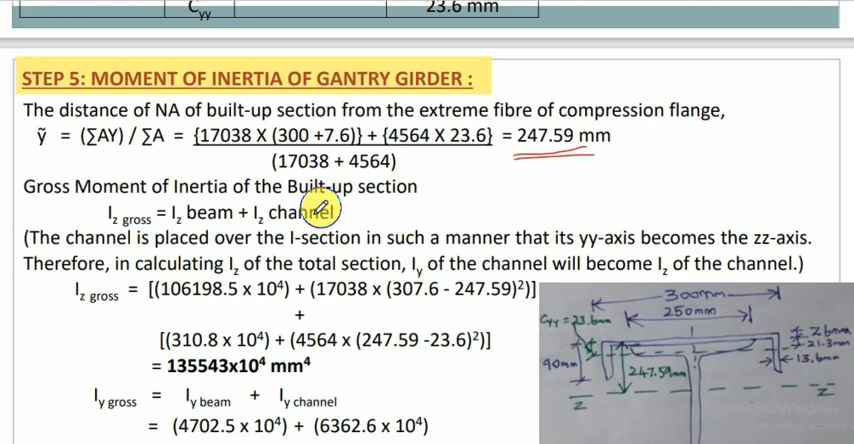 Cyy
23.6 mm
STEP 5: MOMENT OF INERTIA OF GANTRY GIRDER :
The distance of NA of built-up section from the extreme fibre of compression flange,
ỹ = (∑AY) / ∑A = {17038 X (300 +7.6)} + {4564 X 23.6} = 247.59 mm
(17038 + 4564)
Gross Moment of Inertia of the Built-up section
Iz gross = Iz beam + Iz channel
(The channel is placed over the I-section in such a manner that its yy-axis becomes the zz-axis.
Therefore, in calculating Iz of the total section, Iy of the channel will become Iz of the channel.)
Iz gross = [(106198.5 x 10⁴) + (17038 x (307.6 - 247.59)²)]
+
[(310.8 x 10⁴) + (4564 x (247.59 -23.6)²)]
= 135543x10⁴ mm⁴
Iy gross = Iy beam + Iy channel
= (4702.5 x 10⁴) + (6362.6 x 10⁴)
300mm
250mm
Cyy=23.6mm
7.6mm
21.3mm
13.6mm
90mm
247.59mm
Z Z